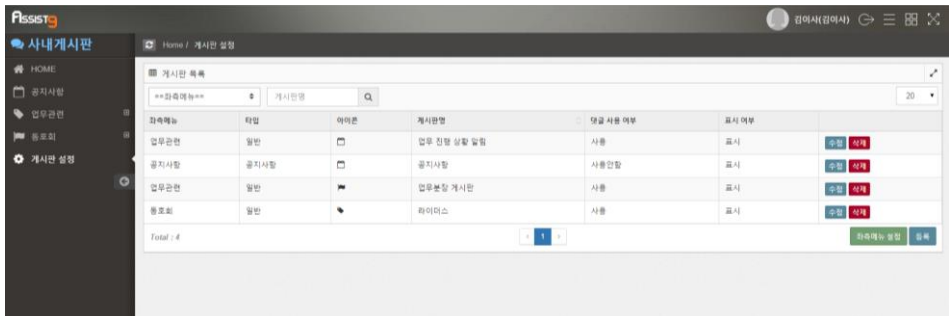 Assist9
김이사(김이사)
사내게시판
Home / 게시판 설정
HOME
공지사항
업무관련
동호회
게시판 설정
게시판 목록
==좌측메뉴==
게시판명
20
좌측메뉴 타입 아이콘 게시판명 댓글 사용 여부 표시 여부
업무관련 일반 업무 진행 상황 알림 사용 표시 수정 삭제
공지사항 공지사항 공지사항 사용안함 표시 수정 삭제
업무관련 일반 업무분장 게시판 사용 표시 수정 삭제
동호회 일반 라이더스 사용 표시 수정 삭제
Total : 4
1
좌측메뉴 설정 등록